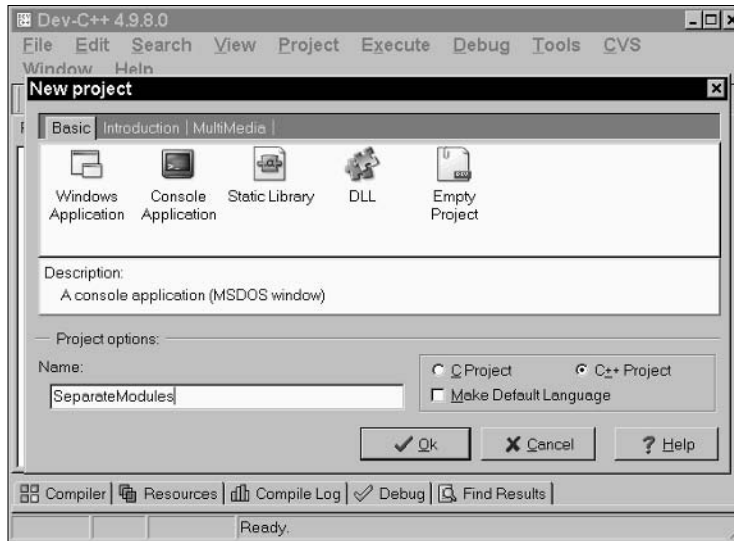 Dev-C++ 4.9.8.0
File Edit Search View Project Execute Debug Tools CVS
Window Help
New project
Basic Introduction MultiMedia
Windows Application
Console Application
Static Library
DLL
Empty Project
Description:
A console application (MSDOS window)
Project options:
Name:
SeparateModules
C Project
C++ Project
Make Default Language
Ok
Cancel
Help
Compiler Resources Compile Log Debug Find Results
Ready.